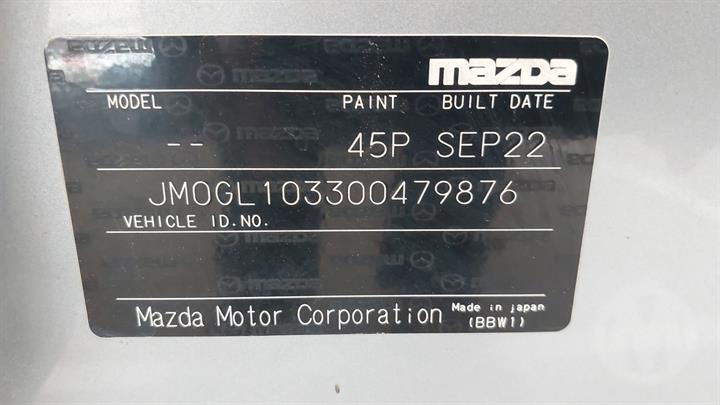 mazda
MODEL PAINT BUILT DATE
-- 45P SEP22
JM0GL103300479876
VEHICLE ID.NO.
Mazda Motor Corporation Made in japan
(BBW1)